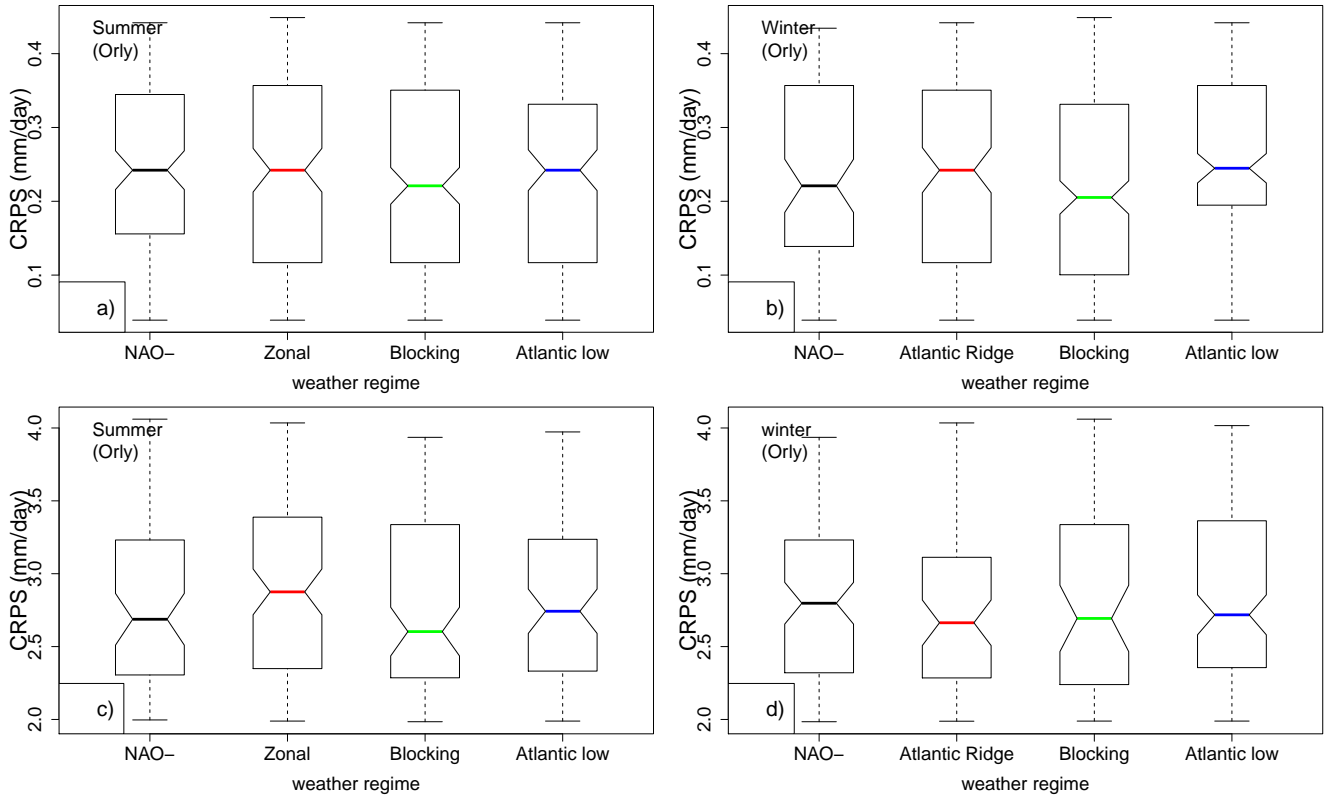 Summer
(Orly)
CRPS (mm/day)
0.4
0.3
0.2
0.1
a)
NAO− Zonal Blocking Atlantic low
weather regime
Winter
(Orly)
CRPS (mm/day)
0.4
0.3
0.2
0.1
b)
NAO− Atlantic Ridge Blocking Atlantic low
weather regime
Summer
(Orly)
CRPS (mm/day)
4.0
3.5
3.0
2.5
2.0
c)
NAO− Zonal Blocking Atlantic low
weather regime
winter
(Orly)
CRPS (mm/day)
4.0
3.5
3.0
2.5
2.0
d)
NAO− Atlantic Ridge Blocking Atlantic low
weather regime